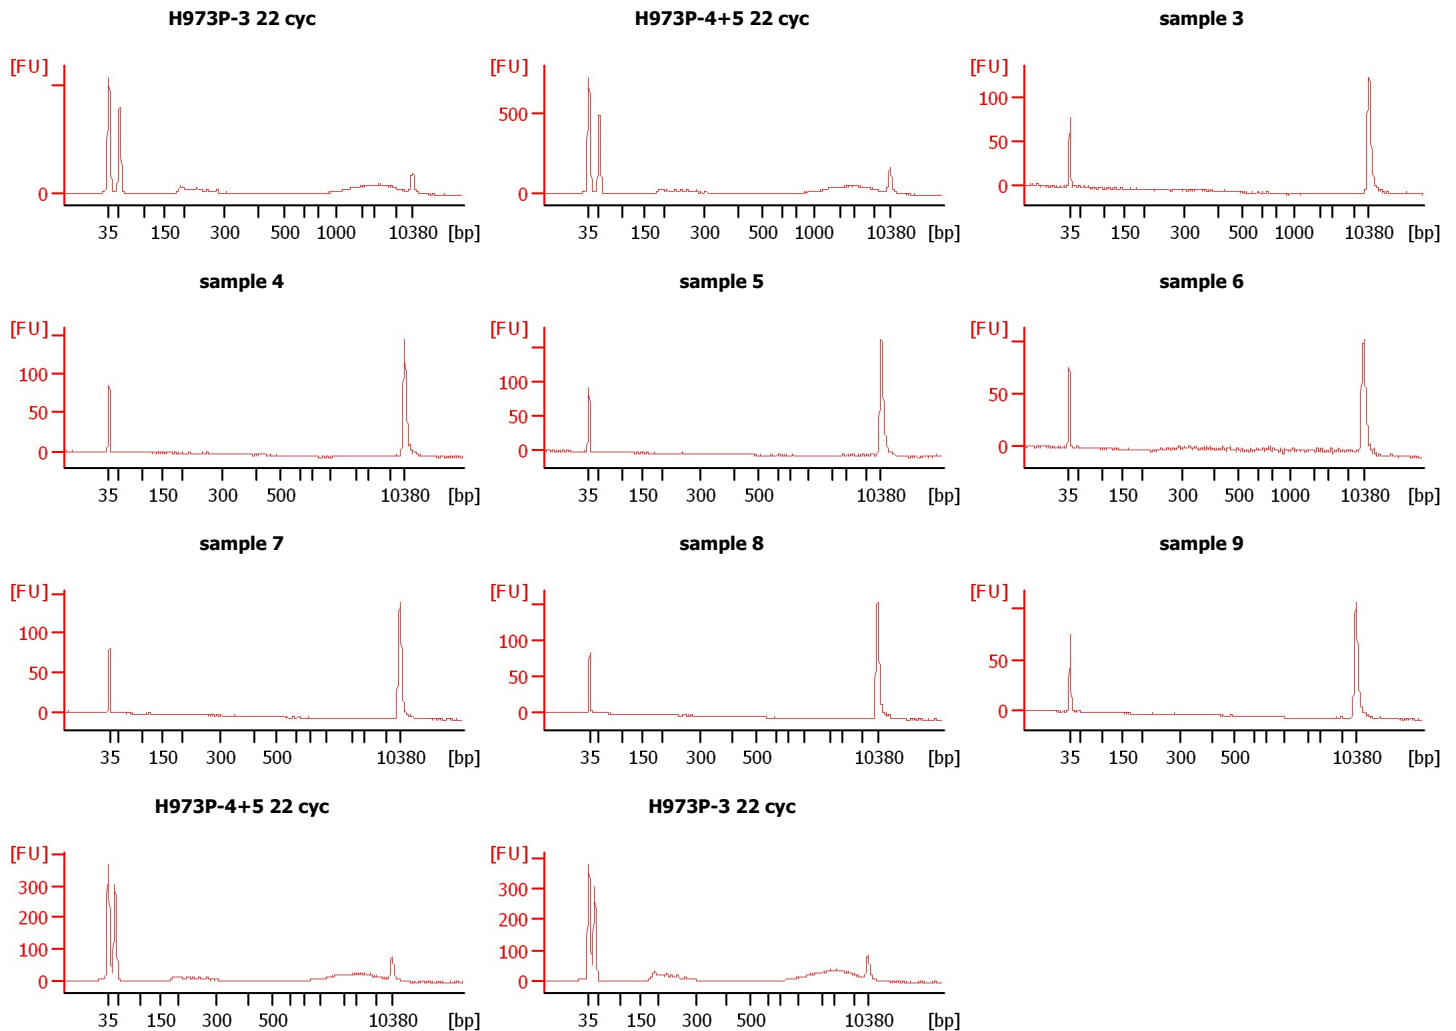 H973P-3 22 cyc
[FU]
0
35 150 300 500 1000 10380 [bp]
H973P-4+5 22 cyc
[FU]
500
0
35 150 300 500 1000 10380 [bp]
sample 3
[FU]
100
50
0
35 150 300 500 1000 10380 [bp]
sample 4
[FU]
100
50
0
35 150 300 500 10380 [bp]
sample 5
[FU]
100
50
0
35 150 300 500 10380 [bp]
sample 6
[FU]
50
0
35 150 300 500 1000 10380 [bp]
sample 7
[FU]
100
50
0
35 150 300 500 10380 [bp]
sample 8
[FU]
100
50
0
35 150 300 500 10380 [bp]
sample 9
[FU]
50
0
35 150 300 500 10380 [bp]
H973P-4+5 22 cyc
[FU]
300
200
100
0
35 150 300 500 10380 [bp]
H973P-3 22 cyc
[FU]
300
200
100
0
35 150 300 500 10380 [bp]